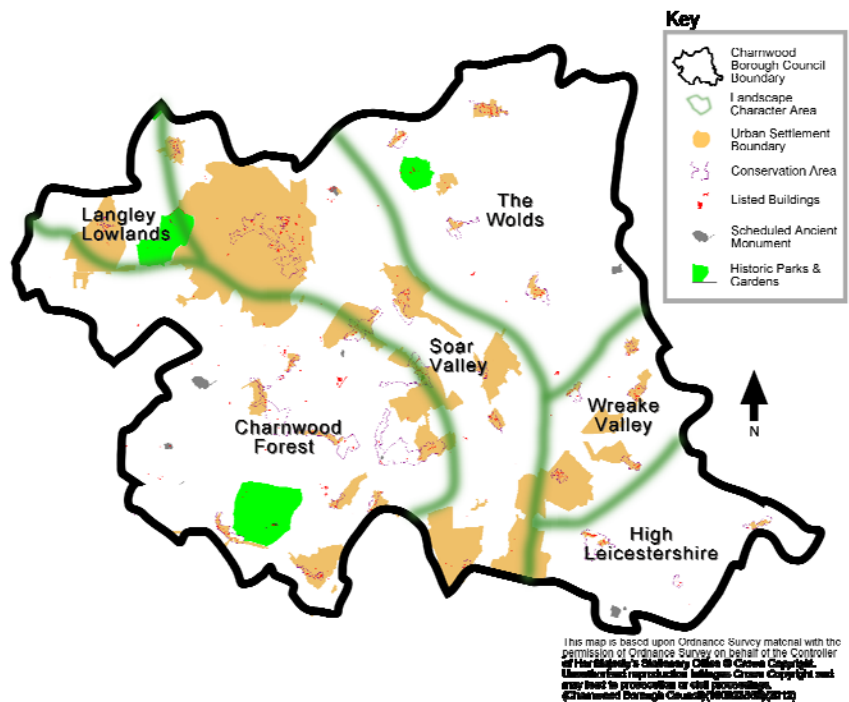 Key
Charnwood
Borough Council
Boundary
Landscape
Character Area
Urban Settlement
Boundary
Conservation Area
Listed Buildings
Scheduled Ancient
Monument
Historic Parks &
Gardens
Langley
Lowlands
The
Wolds
Soar
Valley
Charnwood
Forest
Wreake
Valley
N
High
Leicestershire
This map is based upon Ordnance Survey material with the
permission of Ordnance Survey on behalf of the Controller
of Her Majesty's Stationery Office © Crown Copyright.
Unauthorised reproduction infringes Crown Copyright and
may lead to prosecution or civil proceedings.
(Charnwood Borough Council)